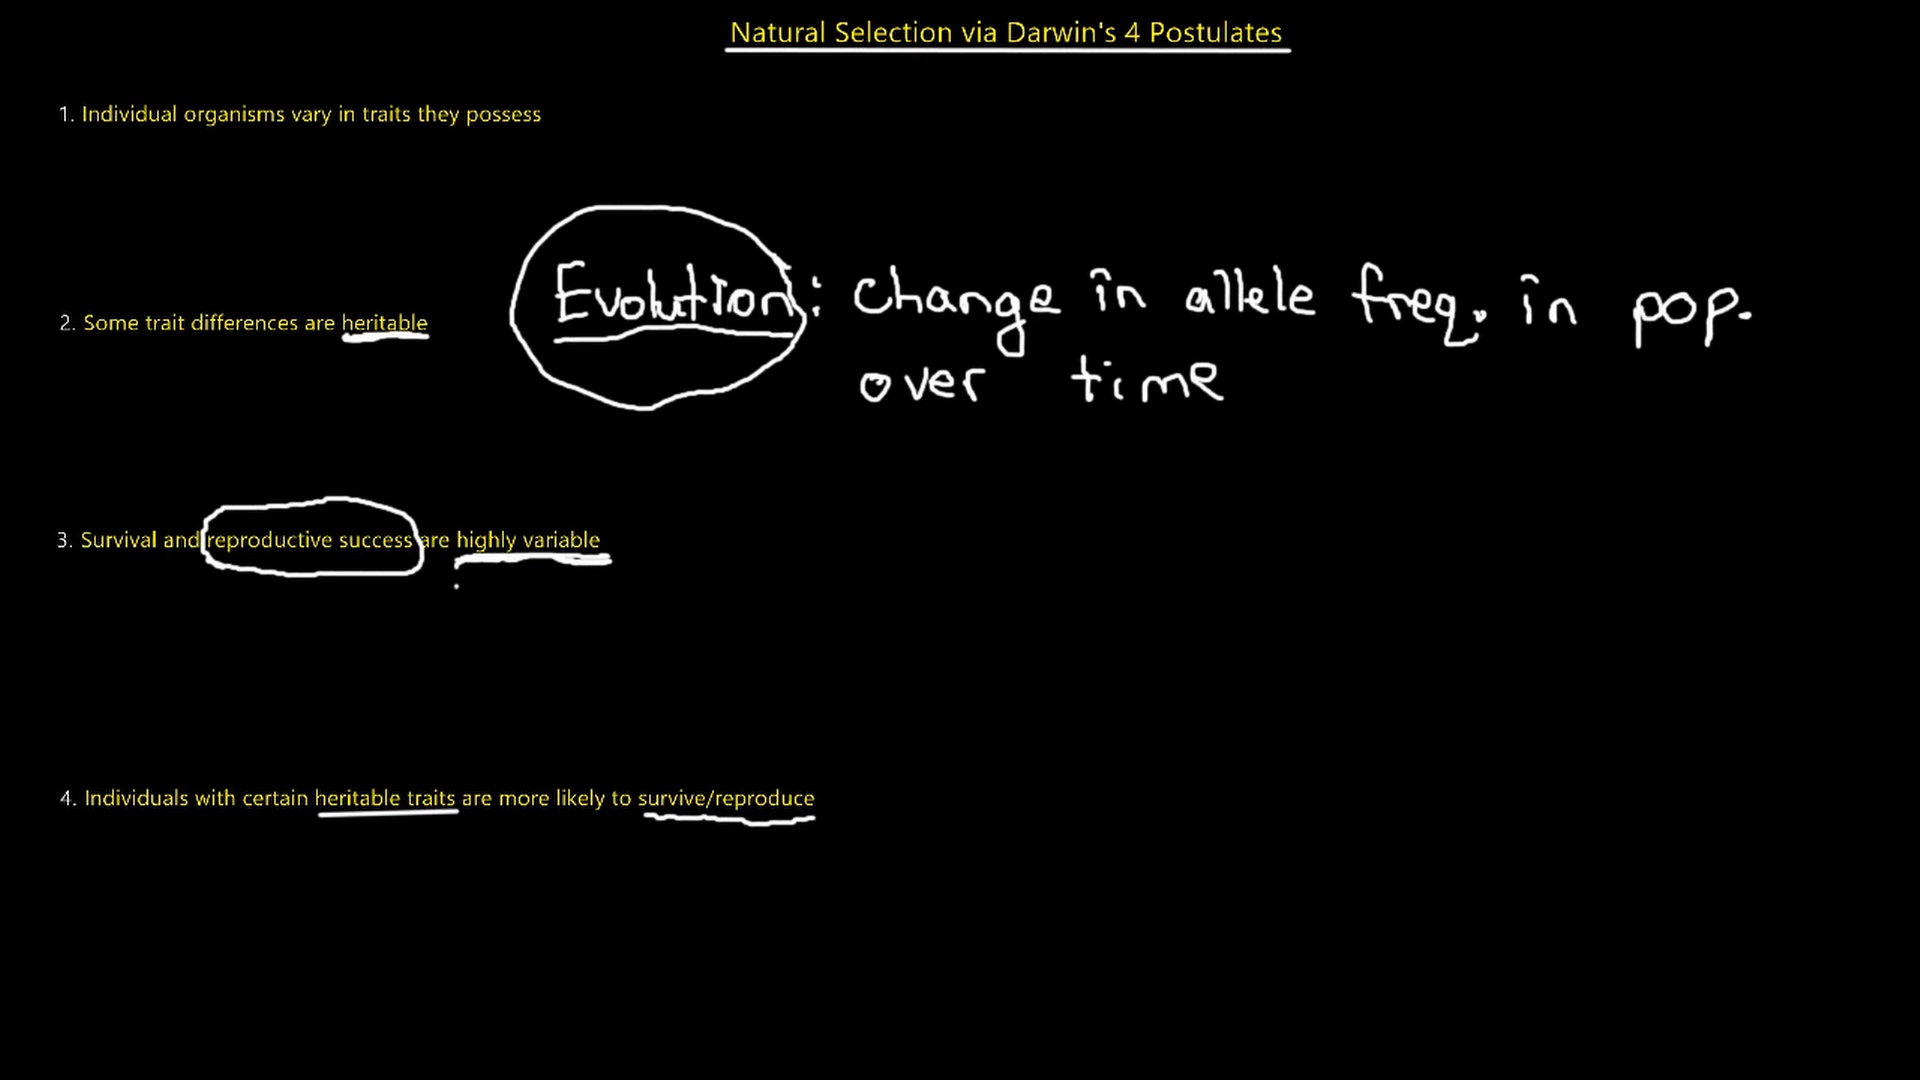 Natural Selection via Darwin's 4 Postulates
1. Individual organisms vary in traits they possess
Evolution: change in allele freq. in pop.
2. Some trait differences are heritable
over time
3. Survival and reproductive success are highly variable
4. Individuals with certain heritable traits are more likely to survive/reproduce